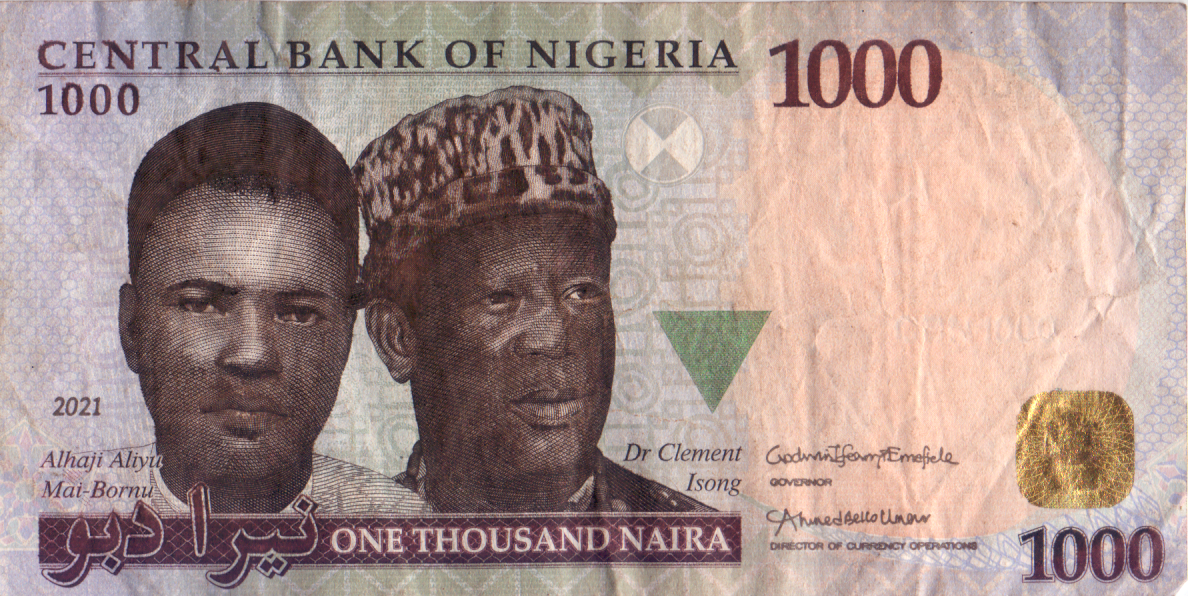 CENTRAL BANK OF NIGERIA
1000
1000
2021
Alhaji Aliyu
Mai-Bornu
Dr Clement
Isong
Godwin Ifeanyi Emefiele
GOVERNOR
Ahmed Bello Umar
DIRECTOR OF CURRENCY OPERATIONS
نيرا دبو
ONE THOUSAND NAIRA
1000